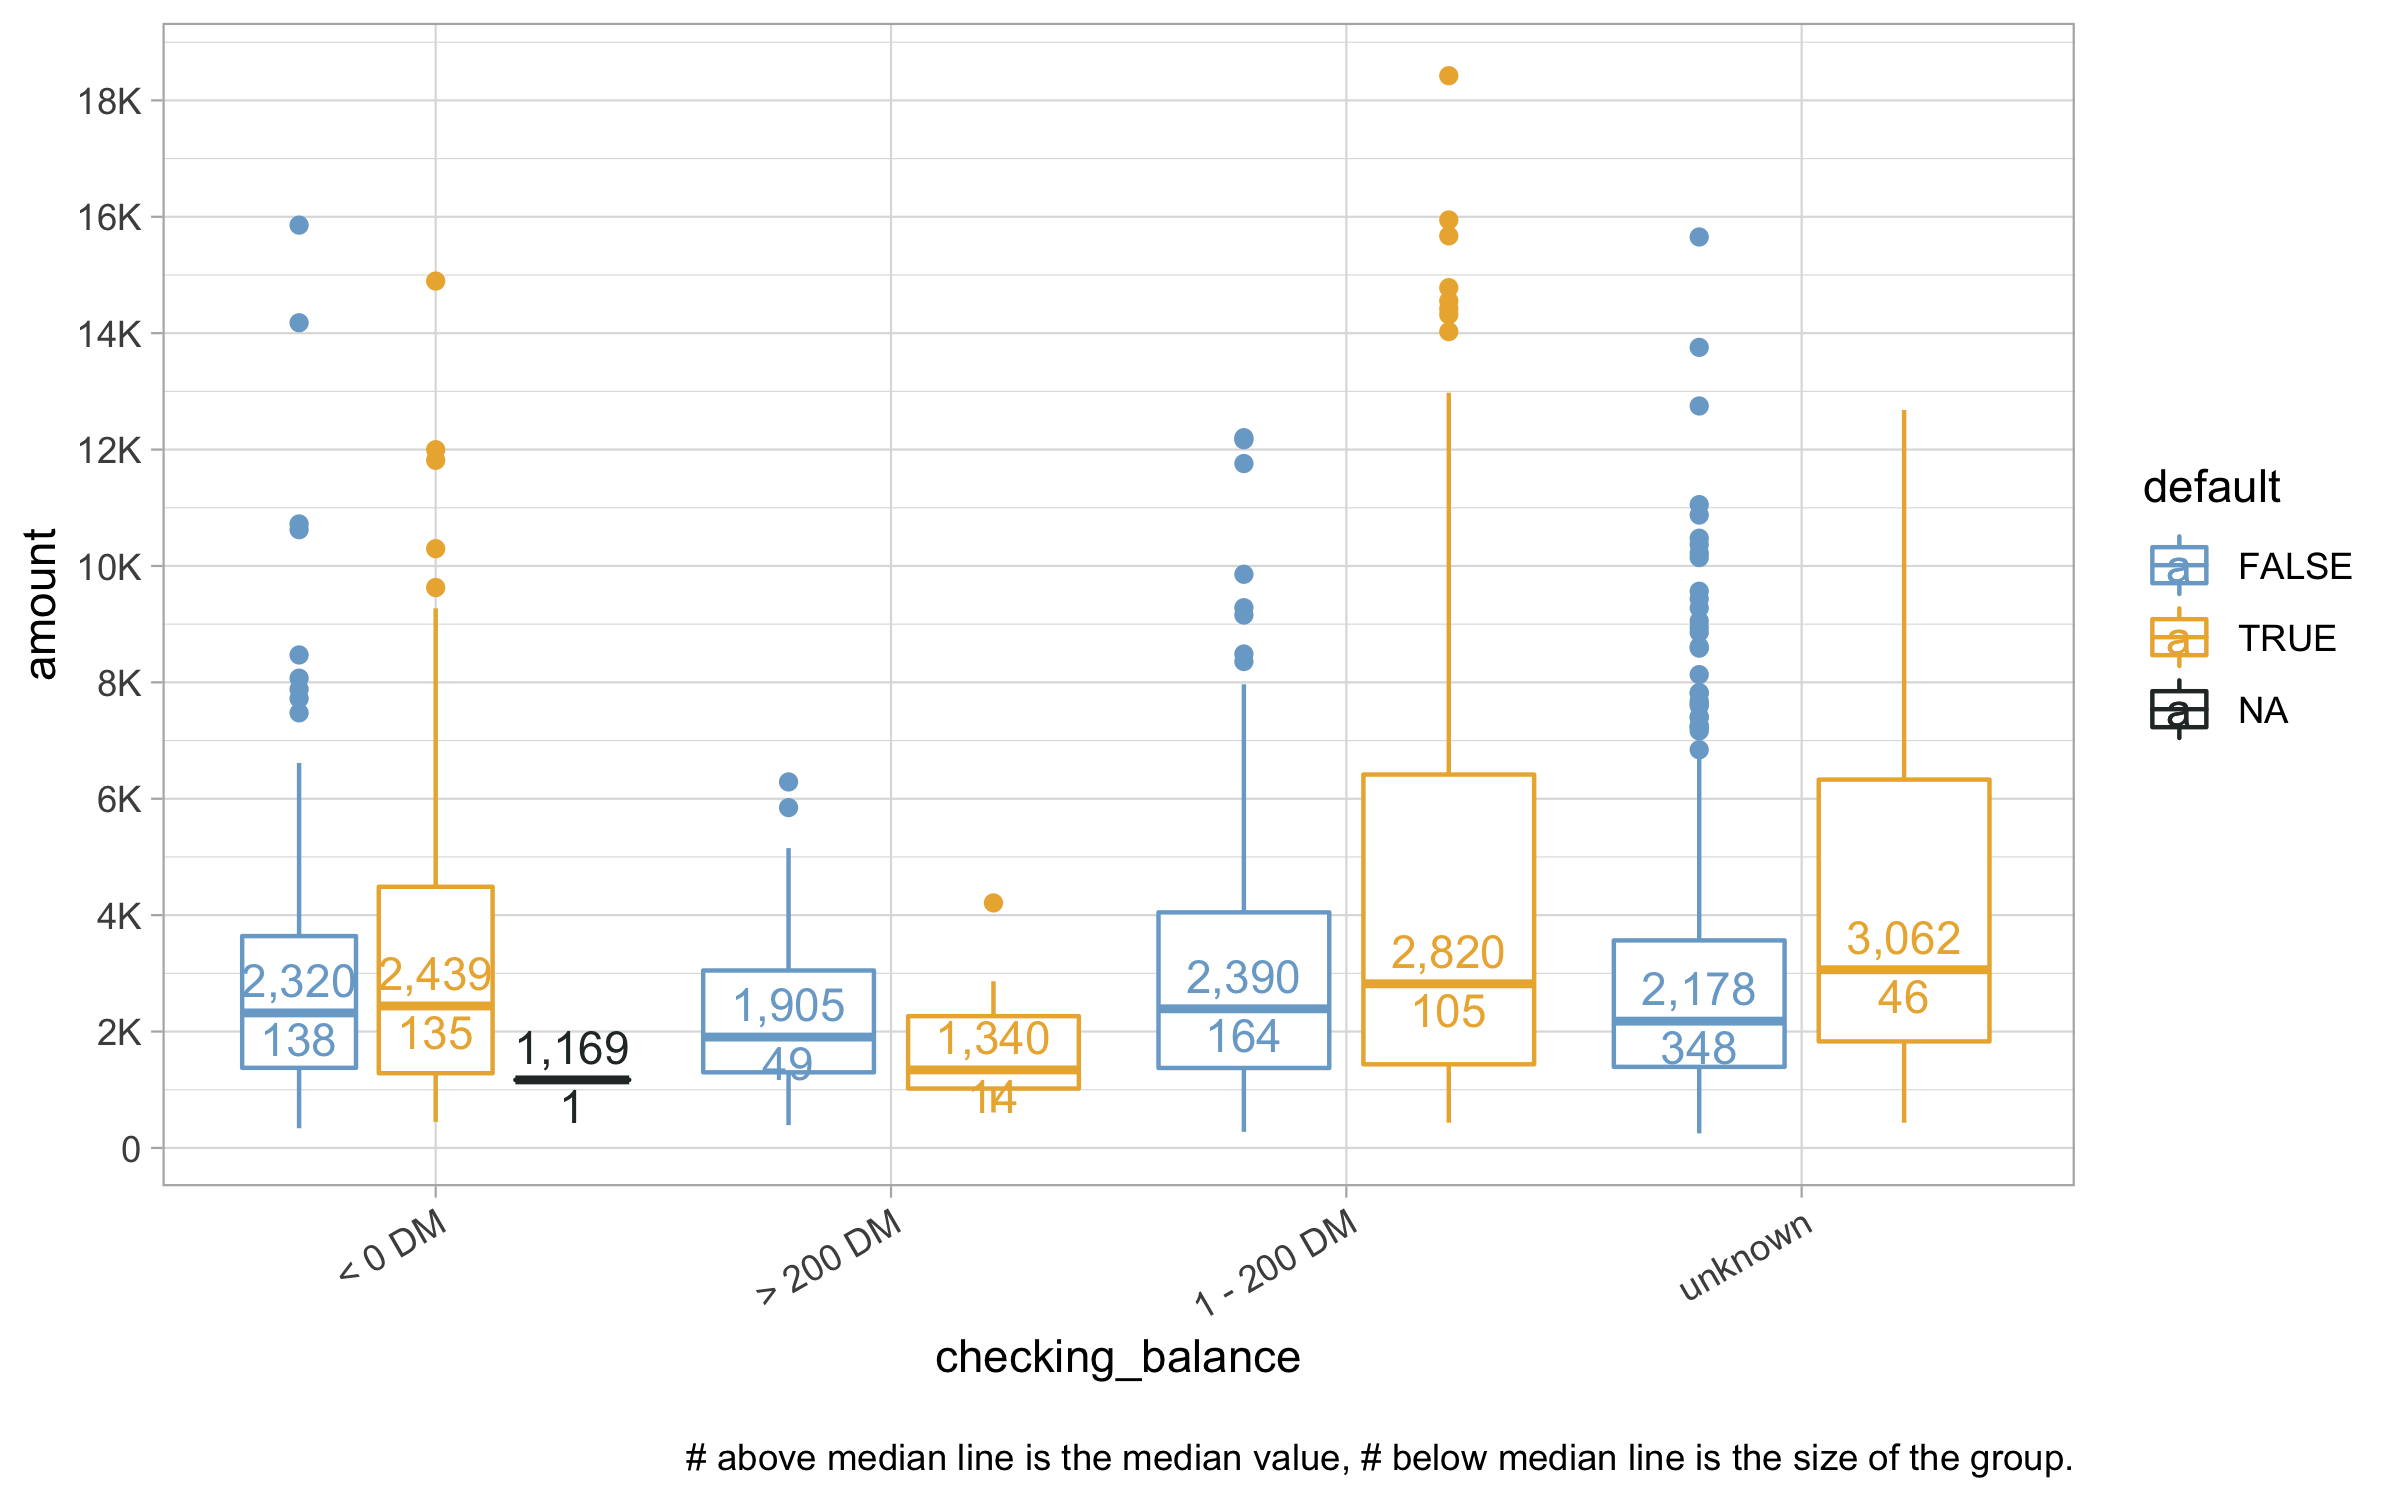 18K
16K
14K
12K
10K
8K
6K
4K
2K
0
amount
2,320
138
2,439
135
1,169
1
1,905
49
1,340
14
2,390
164
2,820
105
2,178
348
3,062
46
< 0 DM
> 200 DM
1 - 200 DM
unknown
checking_balance
default
a FALSE
a TRUE
a NA
# above median line is the median value, # below median line is the size of the group.